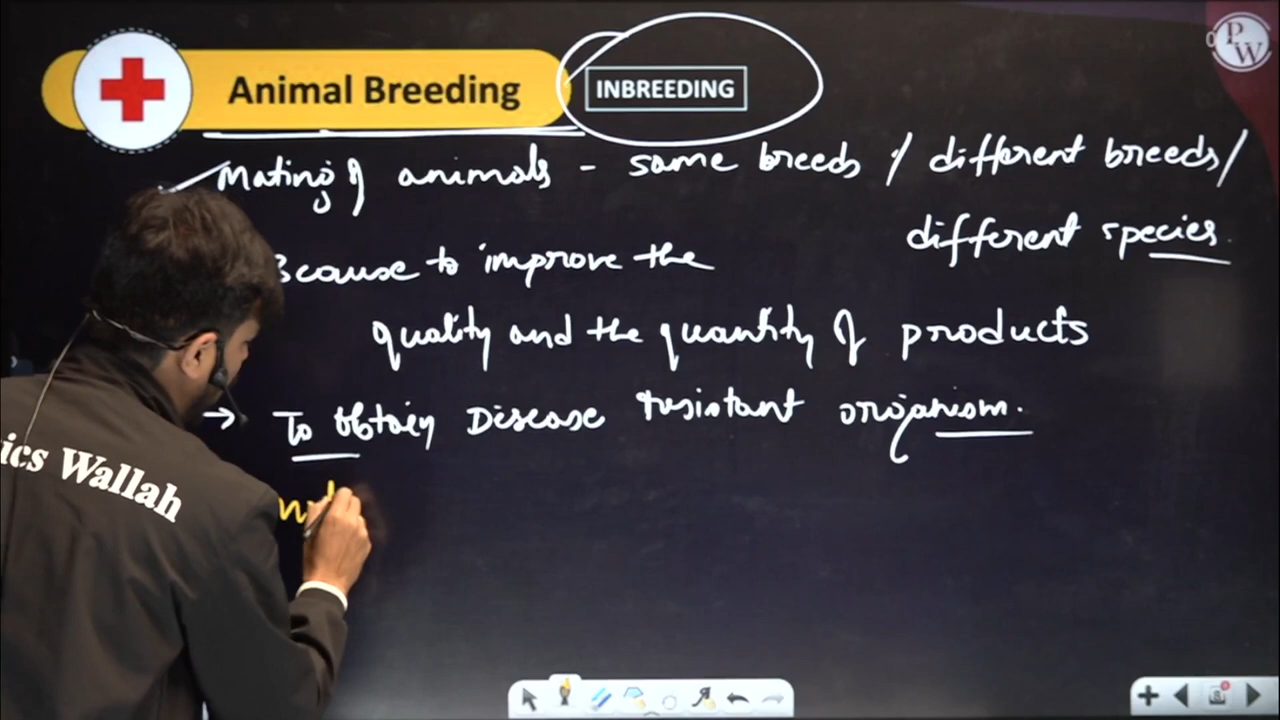 Animal Breeding
INBREEDING
PW
Mating of animals - same breeds / different breeds /
different species.
Because to improve the
quality and the quantity of products
→ To obtain Disease resistant organism.
ics Wallah